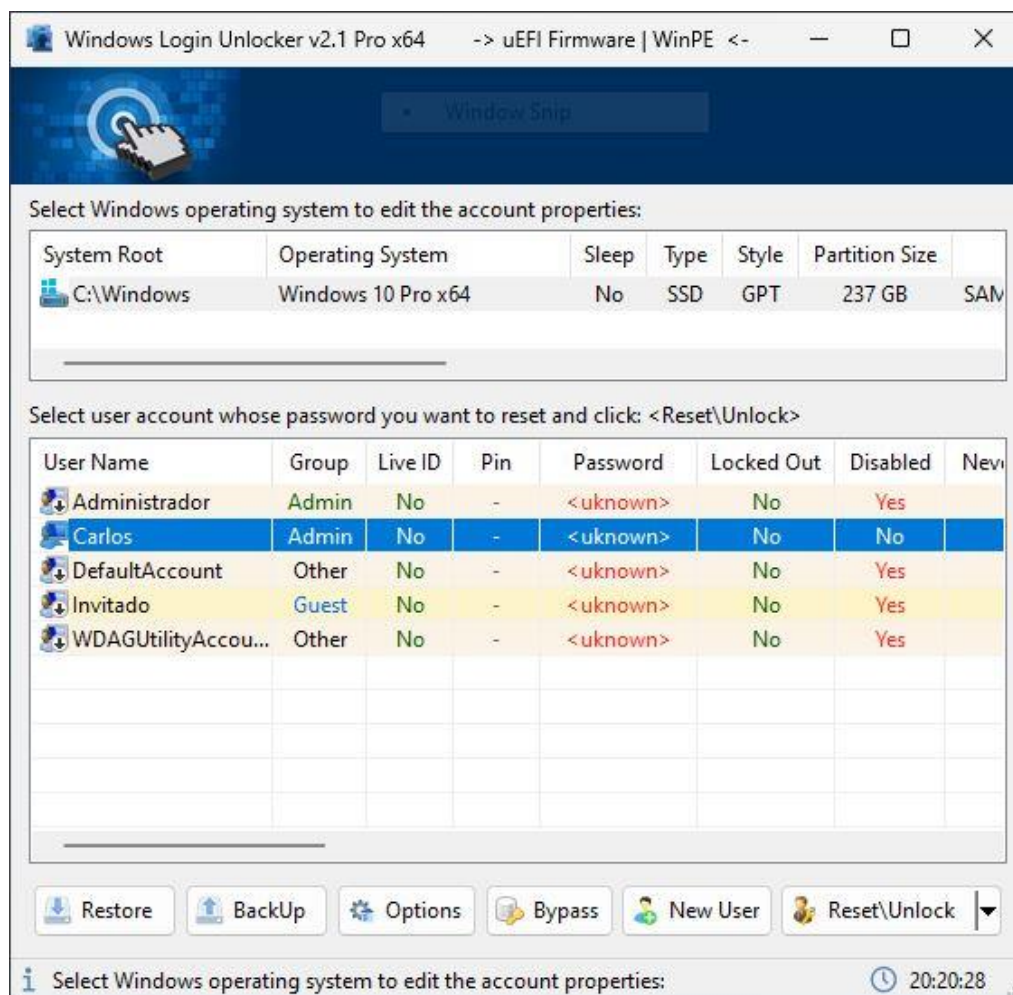 Windows Login Unlocker v2.1 Pro x64 -> uEFI Firmware | WinPE <-
Window Snip
Select Windows operating system to edit the account properties:
System Root Operating System Sleep Type Style Partition Size
C:\Windows Windows 10 Pro x64 No SSD GPT 237 GB SAM
Select user account whose password you want to reset and click: <Reset\Unlock>
User Name Group Live ID Pin Password Locked Out Disabled
Administrador Admin No - <uknown> No Yes
Carlos Admin No - <uknown> No No
DefaultAccount Other No - <uknown> No Yes
Invitado Guest No - <uknown> No Yes
WDAGUtilityAccou... Other No - <uknown> No Yes
Restore BackUp Options Bypass New User Reset\Unlock
Select Windows operating system to edit the account properties: 20:20:28